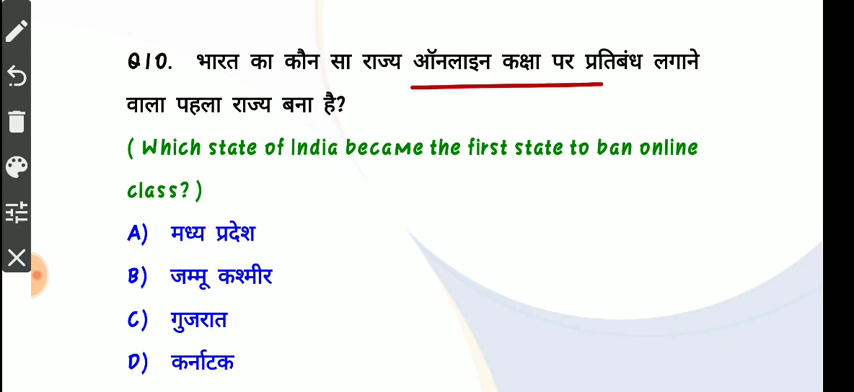 Q10. भारत का कौन सा राज्य ऑनलाइन कक्षा पर प्रतिबंध लगाने
वाला पहला राज्य बना है?
( Which state of India became the first state to ban online
class? )
A) मध्य प्रदेश
B) जम्मू कश्मीर
C) गुजरात
D) कर्नाटक